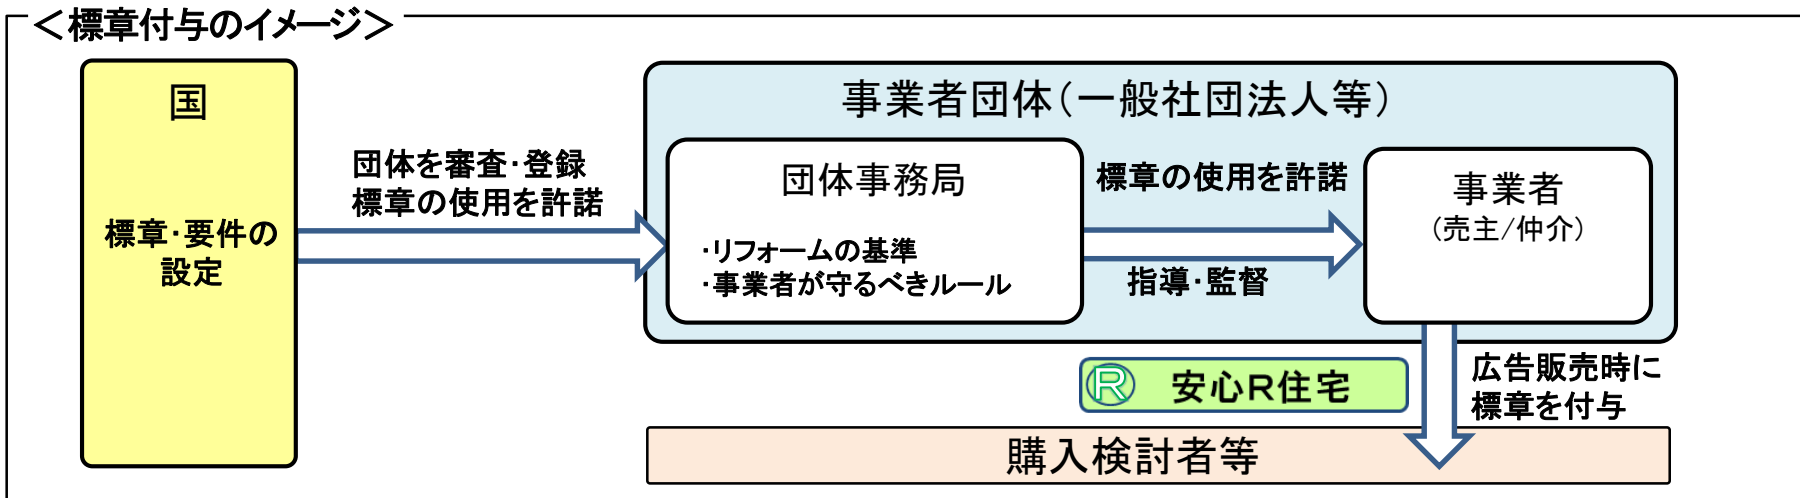 ＜標章付与のイメージ＞
国
標章・要件の
設定
団体を審査・登録
標章の使用を許諾
事業者団体（一般社団法人等）
団体事務局
・リフォームの基準
・事業者が守るべきルール
標章の使用を許諾
指導・監督
事業者
（売主/仲介）
R 安心R住宅
広告販売時に
標章を付与
購入検討者等